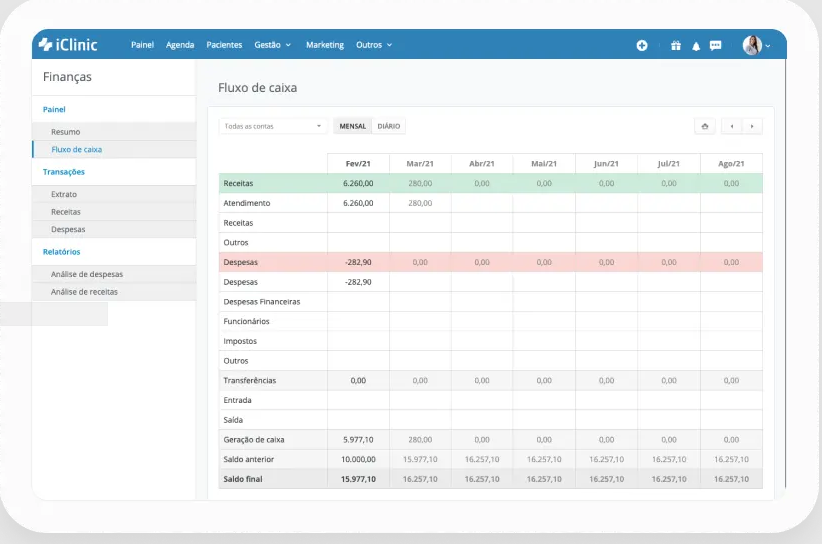 iClinic Painel Agenda Pacientes Gestão Marketing Outros
Finanças
Painel
Resumo
Fluxo de caixa
Transações
Extrato
Receitas
Despesas
Relatórios
Análise de despesas
Análise de receitas
Fluxo de caixa
Todas as contas MENSAL DIÁRIO
Fev/21 Mar/21 Abr/21 Mai/21 Jun/21 Jul/21 Ago/21
Receitas 6.260,00 280,00 0,00 0,00 0,00 0,00 0,00
Atendimento 6.260,00 280,00
Receitas
Outros
Despesas -282,90 0,00 0,00 0,00 0,00 0,00 0,00
Despesas -282,90
Despesas Financeiras
Funcionários
Impostos
Outros
Transferências 0,00 0,00 0,00 0,00 0,00 0,00 0,00
Entrada
Saída
Geração de caixa 5.977,10 280,00 0,00 0,00 0,00 0,00 0,00
Saldo anterior 10.000,00 15.977,10 16.257,10 16.257,10 16.257,10 16.257,10 16.257,10
Saldo final 15.977,10 16.257,10 16.257,10 16.257,10 16.257,10 16.257,10 16.257,10